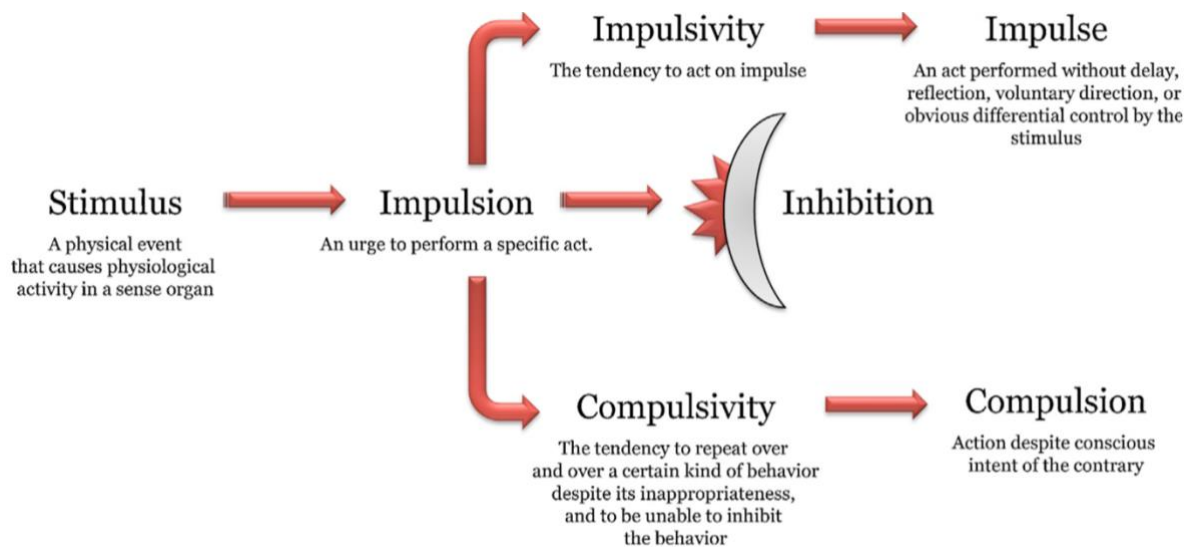 Impulsivity
The tendency to act on impulse
Impulse
An act performed without delay,
reflection, voluntary direction, or
obvious differential control by the
stimulus
Stimulus
A physical event
that causes physiological
activity in a sense organ
Impulsion
An urge to perform a specific act.
Inhibition
Compulsivity
The tendency to repeat over
and over a certain kind of behavior
despite its inappropriateness,
and to be unable to inhibit
the behavior
Compulsion
Action despite conscious
intent of the contrary